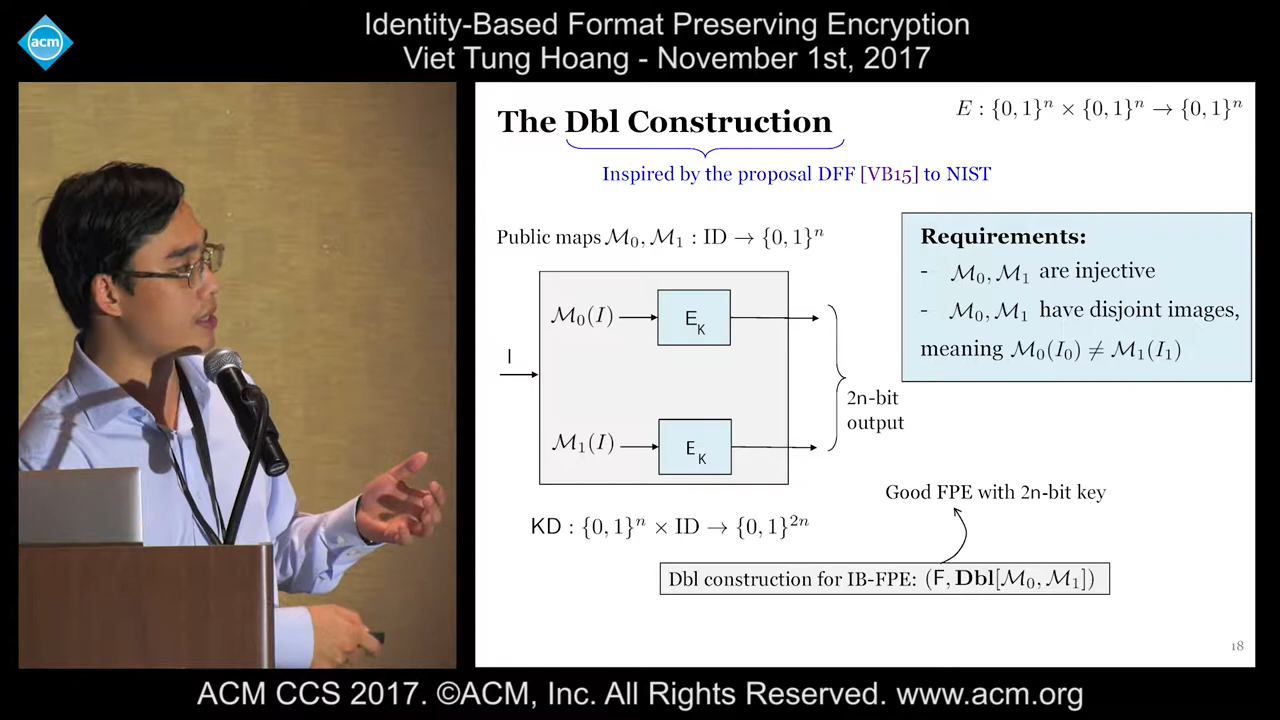 Identity-Based Format Preserving Encryption
Viet Tung Hoang - November 1st, 2017
acm
The Dbl Construction
E : {0, 1}ⁿ × {0, 1}ⁿ → {0, 1}ⁿ
Inspired by the proposal DFF [VB15] to NIST
Public maps ℳ₀, ℳ₁ : ID → {0, 1}ⁿ
Requirements:
- ℳ₀, ℳ₁ are injective
- ℳ₀, ℳ₁ have disjoint images,
meaning ℳ₀(I₀) ≠ ℳ₁(I₁)
ℳ₀(I)
E_K
I
ℳ₁(I)
E_K
2n-bit
output
Good FPE with 2n-bit key
KD : {0, 1}ⁿ × ID → {0, 1}²ⁿ
Dbl construction for IB-FPE: (F, Dbl[ℳ₀, ℳ₁])
18
ACM CCS 2017. ©ACM, Inc. All Rights Reserved. www.acm.org